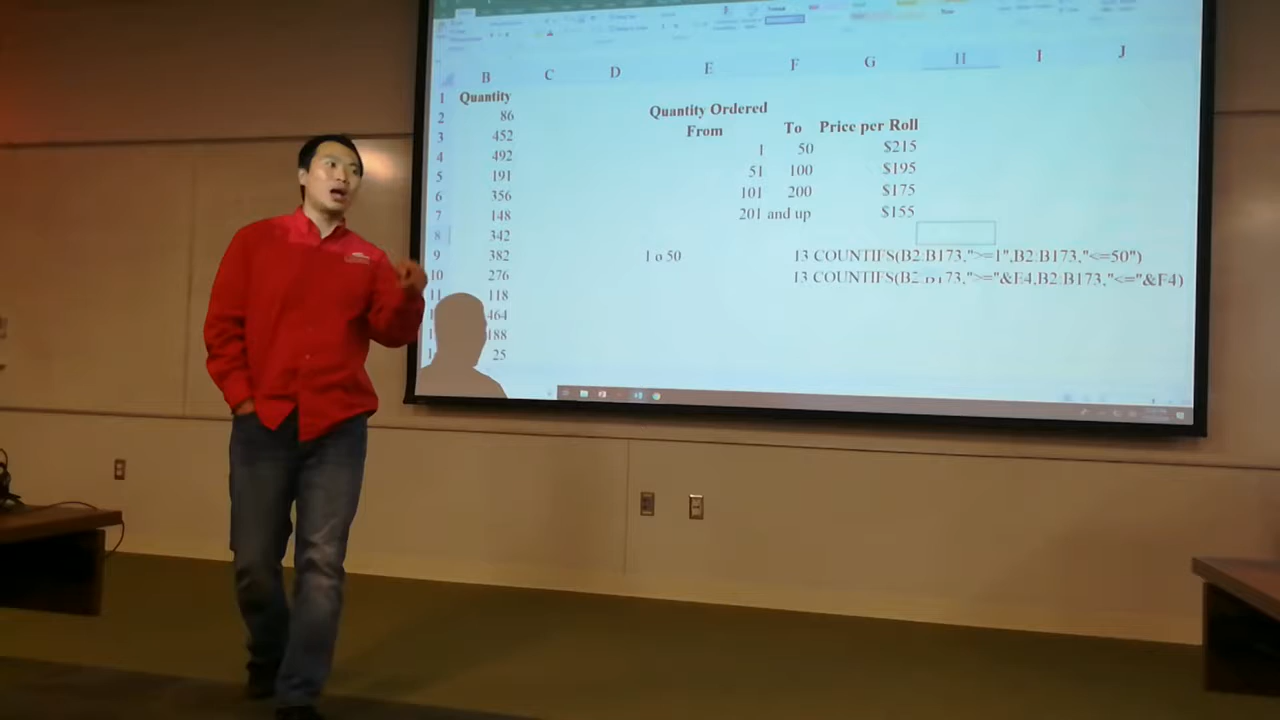 B C D E F G H I J
1 Quantity
2 86 Quantity Ordered
3 452 From To Price per Roll
4 492 1 50 $215
5 191 51 100 $195
6 356 101 200 $175
7 148 201 and up $155
8 342
9 382 1 o 50 13 COUNTIFS(B2:B173,">=1",B2:B173,"<=50")
10 276 13 COUNTIFS(B2:B173,">="&E4,B2:B173,"<="&F4)
11 118
464
188
25